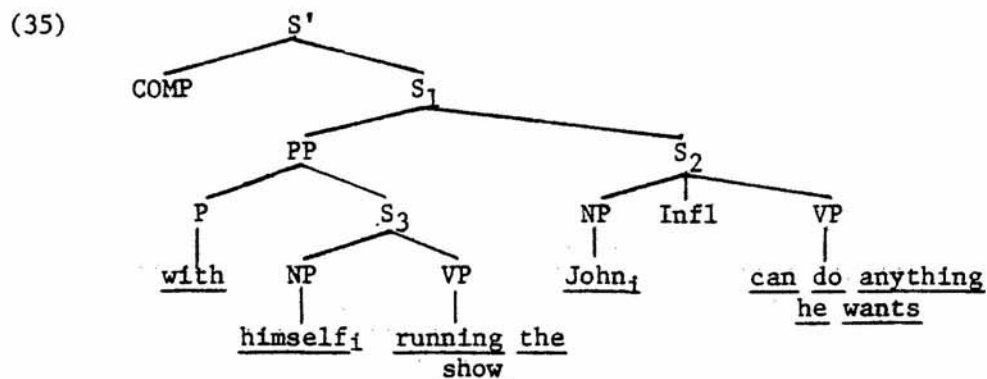 (35) S'
COMP S1
PP S2
P S3 NP Infl VP
with NP VP Johni can do anything
he wants
himselfi running the
show